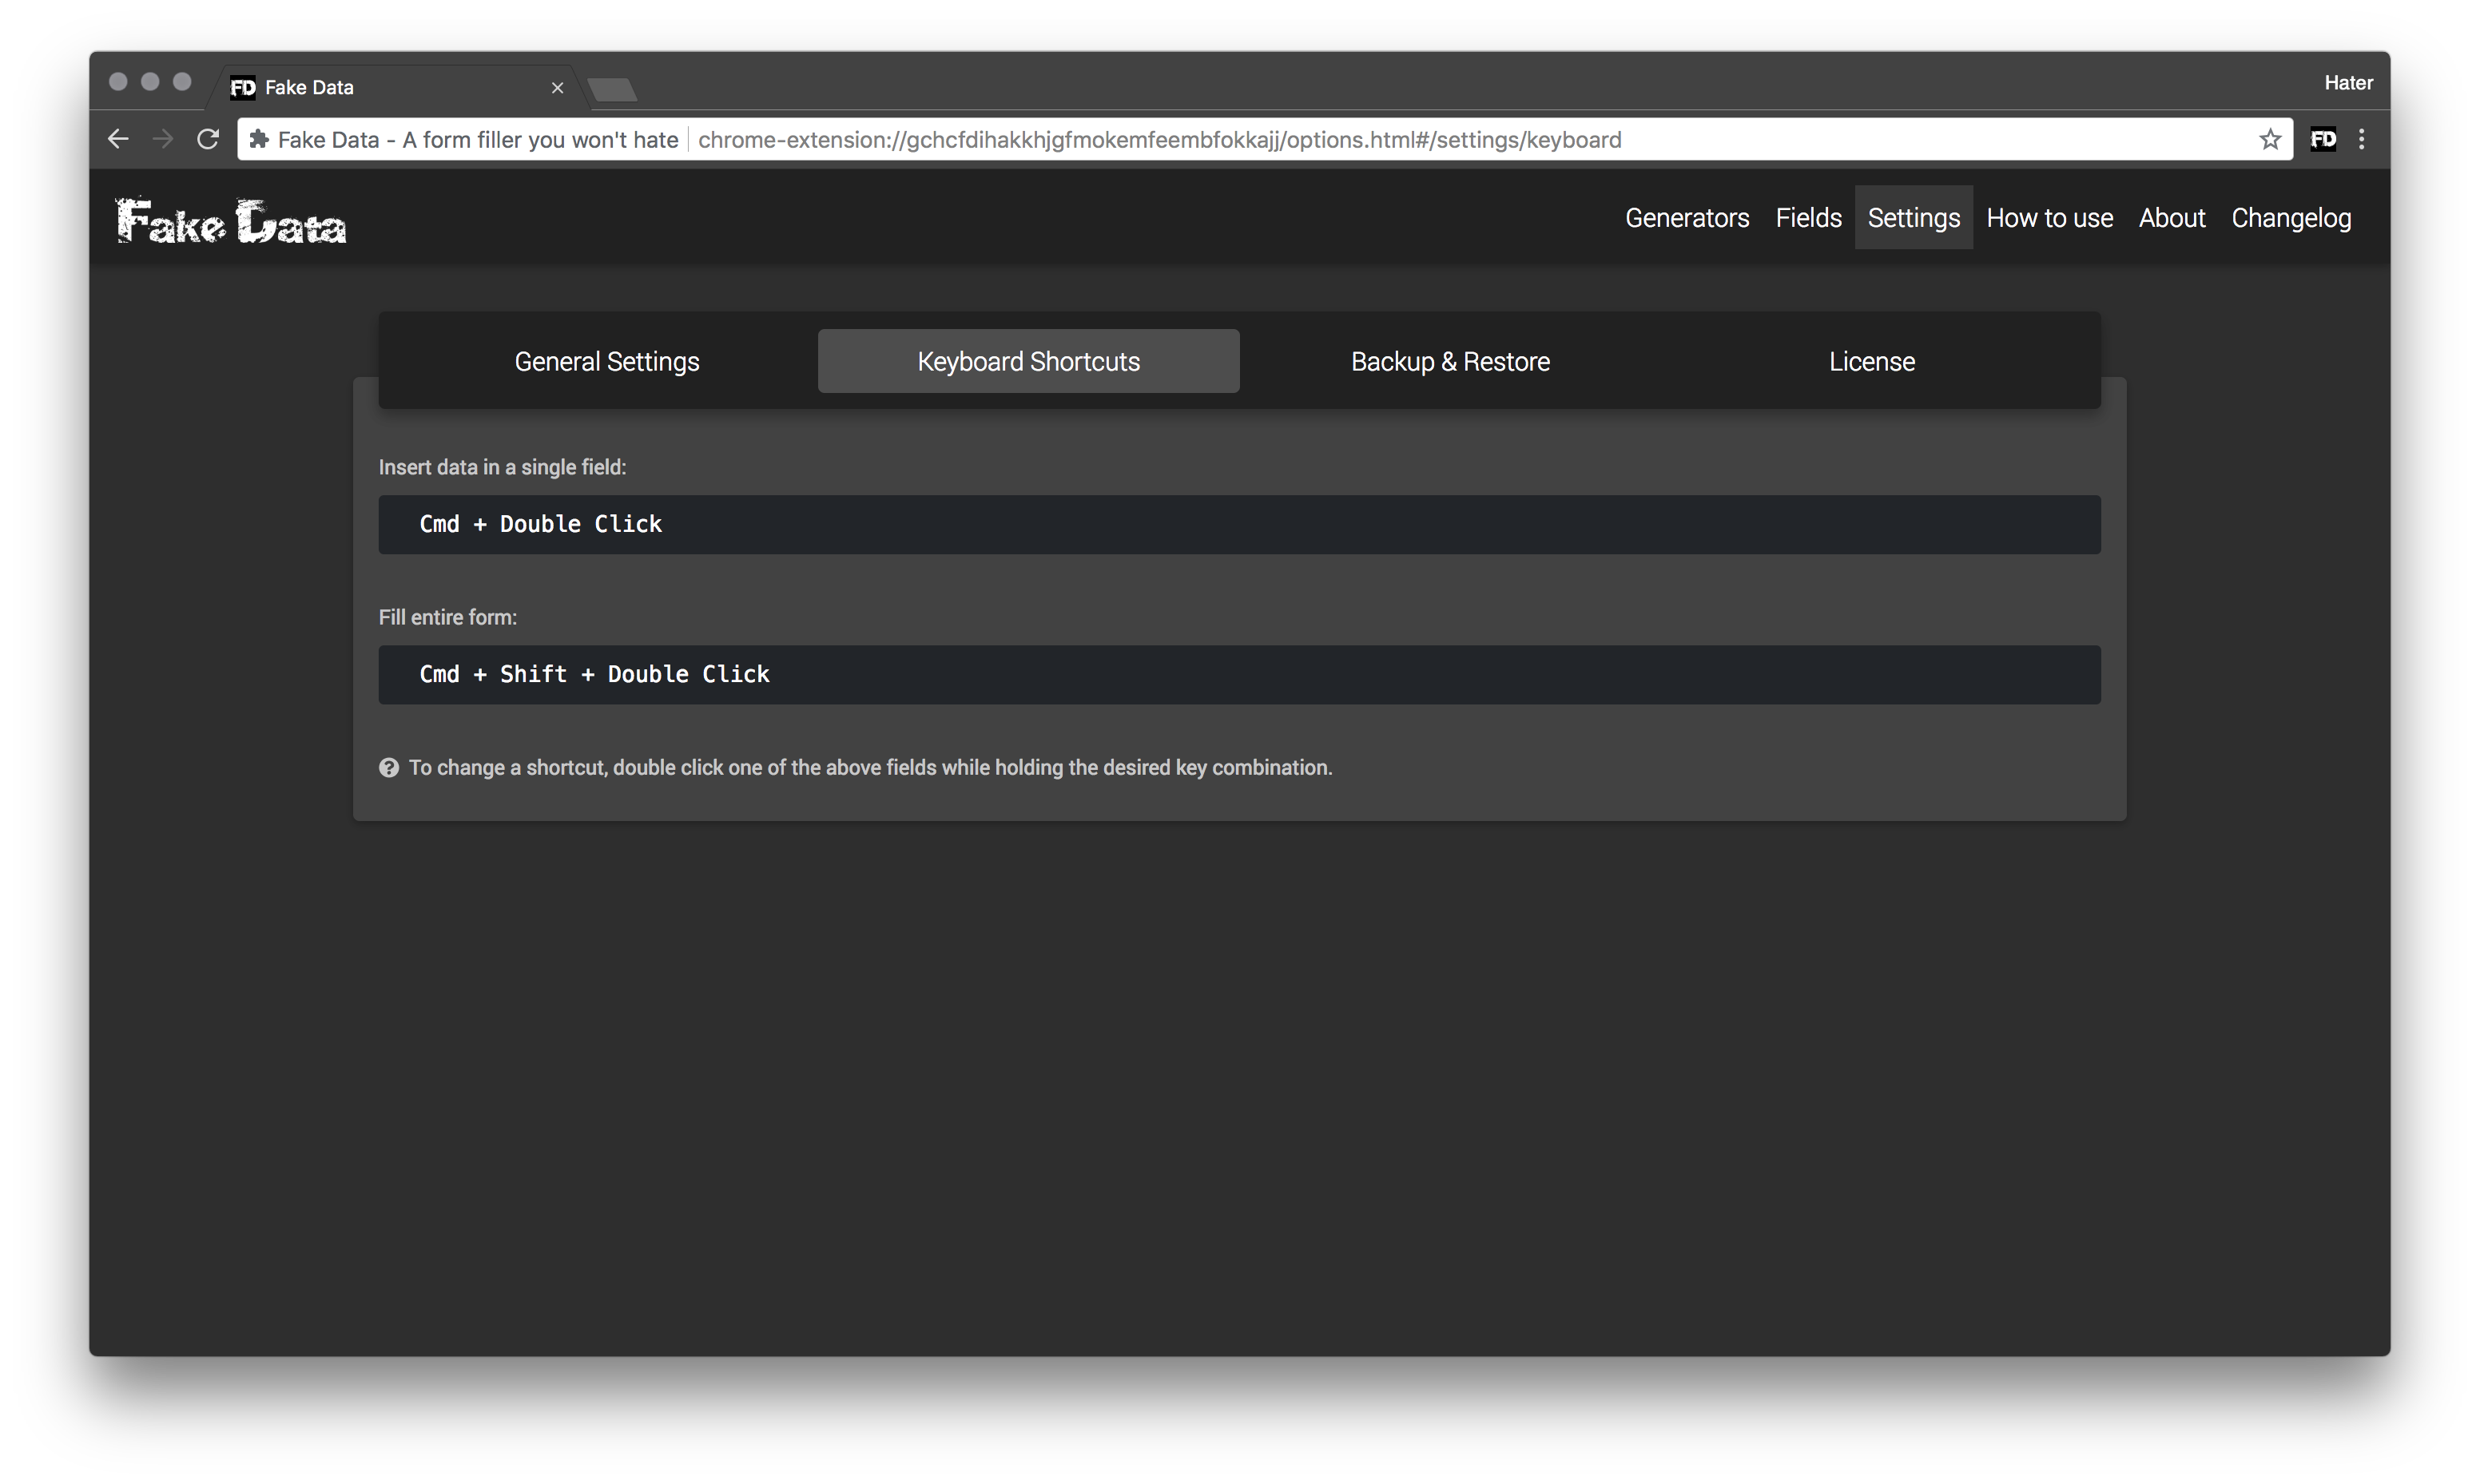 Fake Data
Hater
Fake Data - A form filler you won't hate chrome-extension://gchcfdihakkhjgfmokemfeembfokkajj/options.html#/settings/keyboard
Fake Data
Generators Fields Settings How to use About Changelog
General Settings Keyboard Shortcuts Backup & Restore License
Insert data in a single field:
Cmd + Double Click
Fill entire form:
Cmd + Shift + Double Click
To change a shortcut, double click one of the above fields while holding the desired key combination.